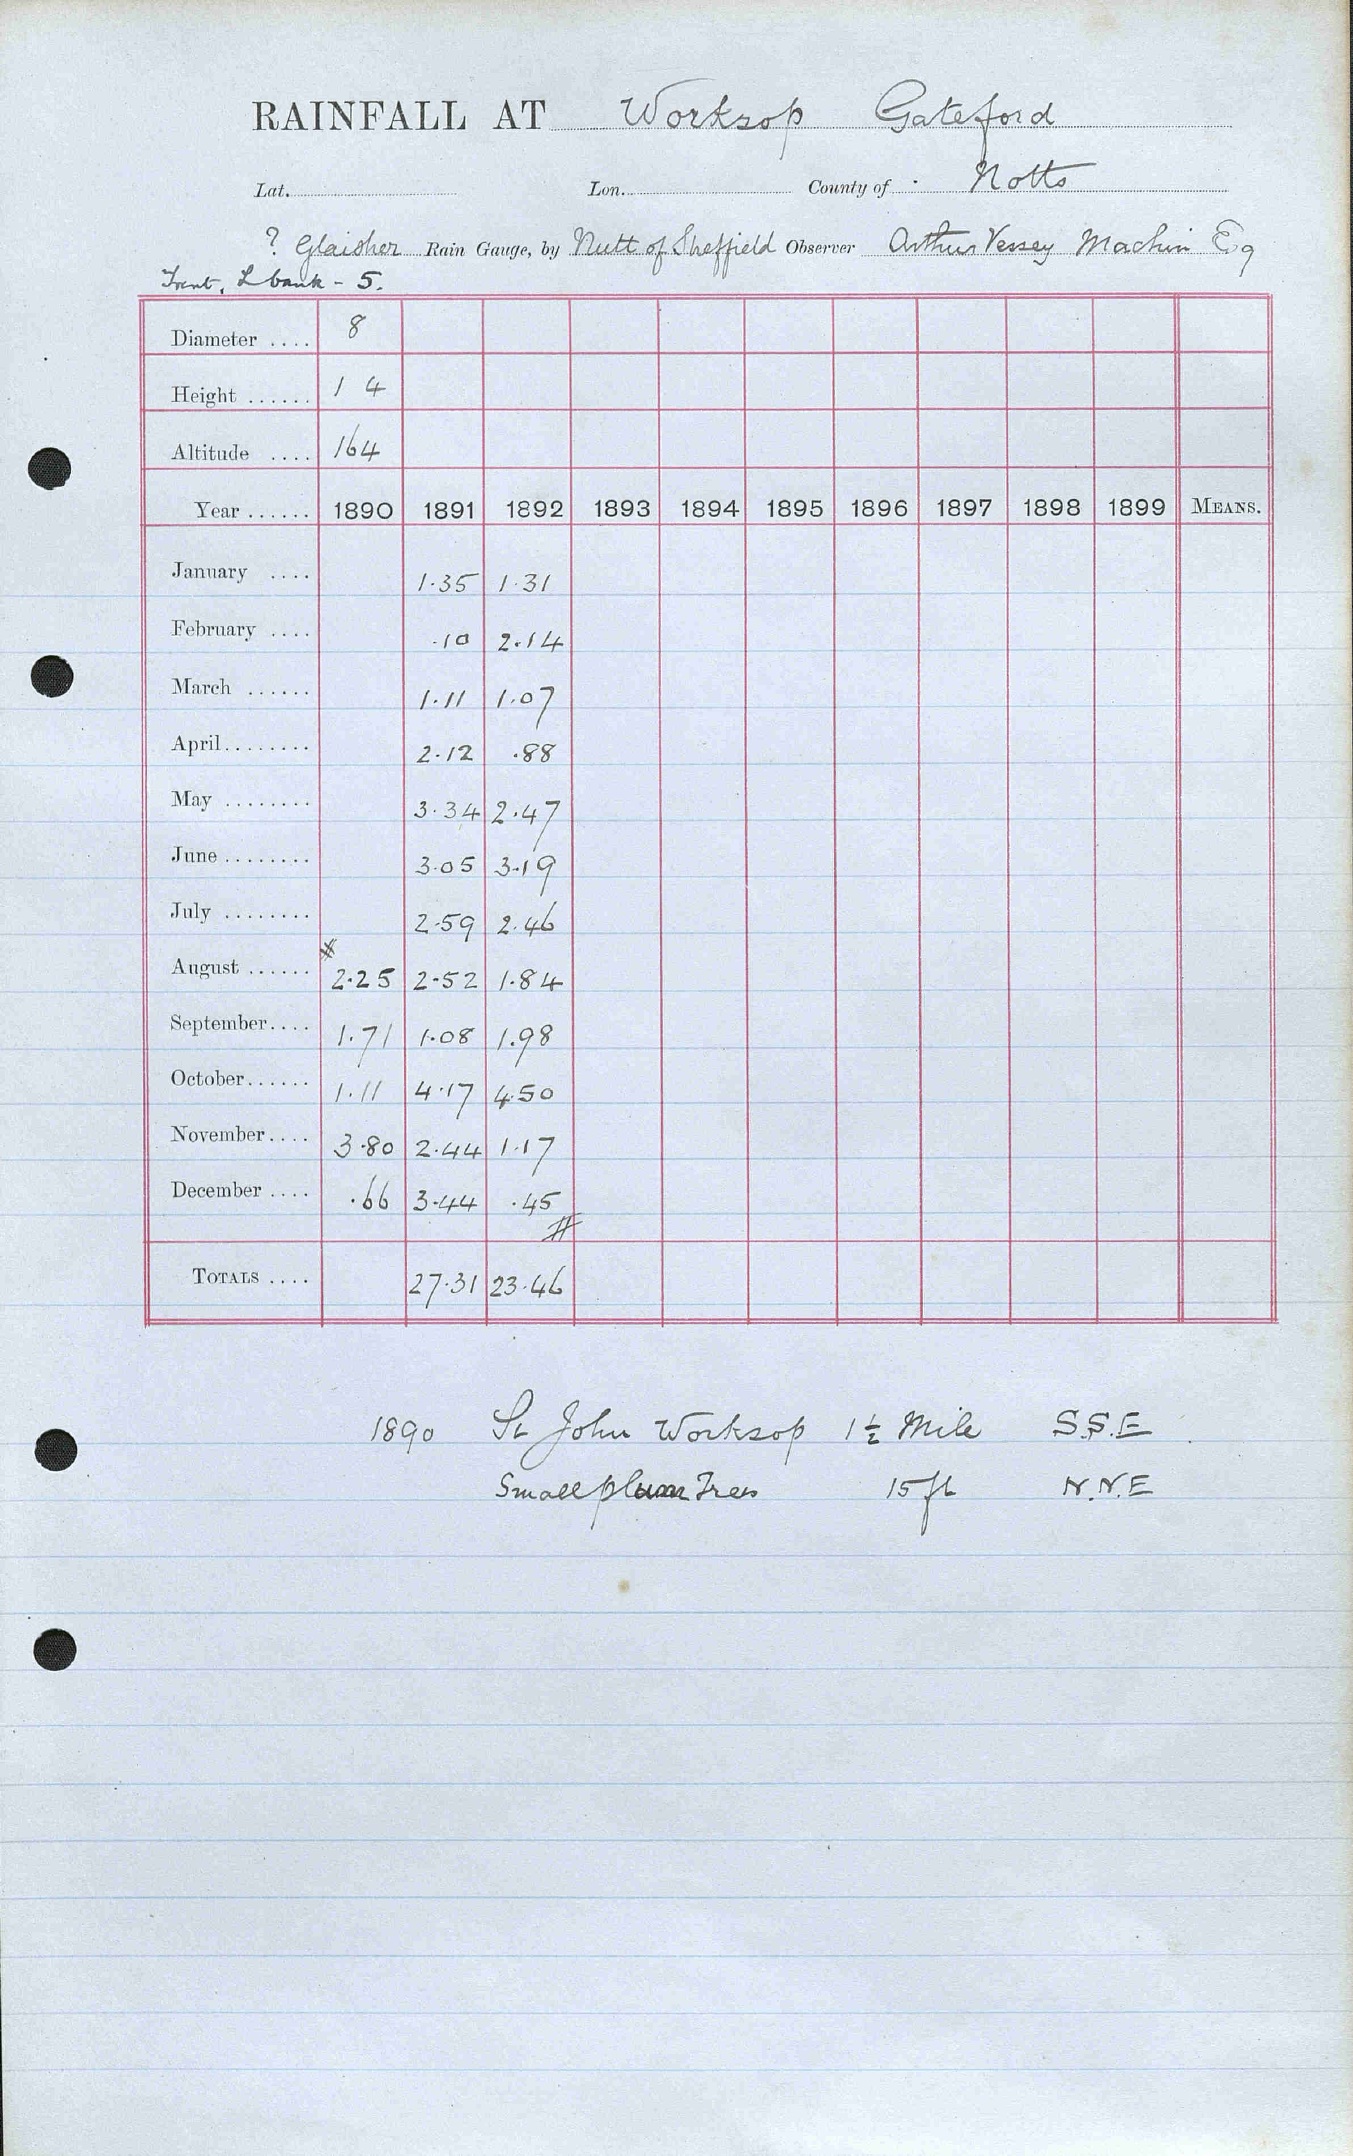 RAINFALL AT Worksop Gateford
Lat. Lon. County of Notts
? Glaisher Rain Gauge, by Nutt of Sheffield Observer Arthur Vessey Machin Esq
Trent, L bank - 5.
Diameter .... 8
Height ...... 1 4
Altitude .... 164
Year ...... 1890 1891 1892 1893 1894 1895 1896 1897 1898 1899 MEANS.
January .... 1.35 1.31
February .... .10 2.14
March ...... 1.11 1.07
April........ 2.12 .88
May ........ 3.34 2.47
June ........ 3.05 3.19
July ........ 2.59 2.46
August ...... # 2.25 2.52 1.84
September.... 1.71 1.08 1.98
October...... 1.11 4.17 4.50
November.... 3.80 2.44 1.17
December .... .66 3.44 .45
#
TOTALS .... 27.31 23.46
1890 St John Worksop 1½ Mile S.S.E
Small plum Trees 15 ft N.N.E